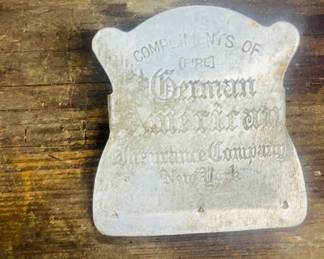 COMPLIMENTS OF
[FIRE]
German
American
Insurance Company
New York